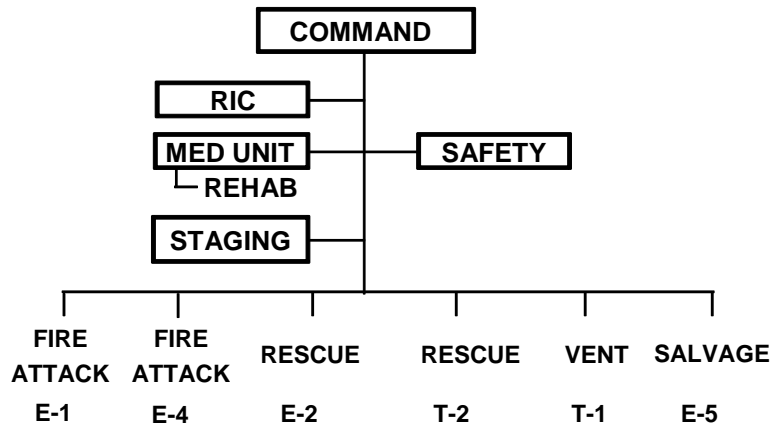 COMMAND
RIC
MED UNIT
SAFETY
REHAB
STAGING
FIRE ATTACK
FIRE ATTACK
RESCUE
RESCUE
VENT
SALVAGE
E-1
E-4
E-2
T-2
T-1
E-5